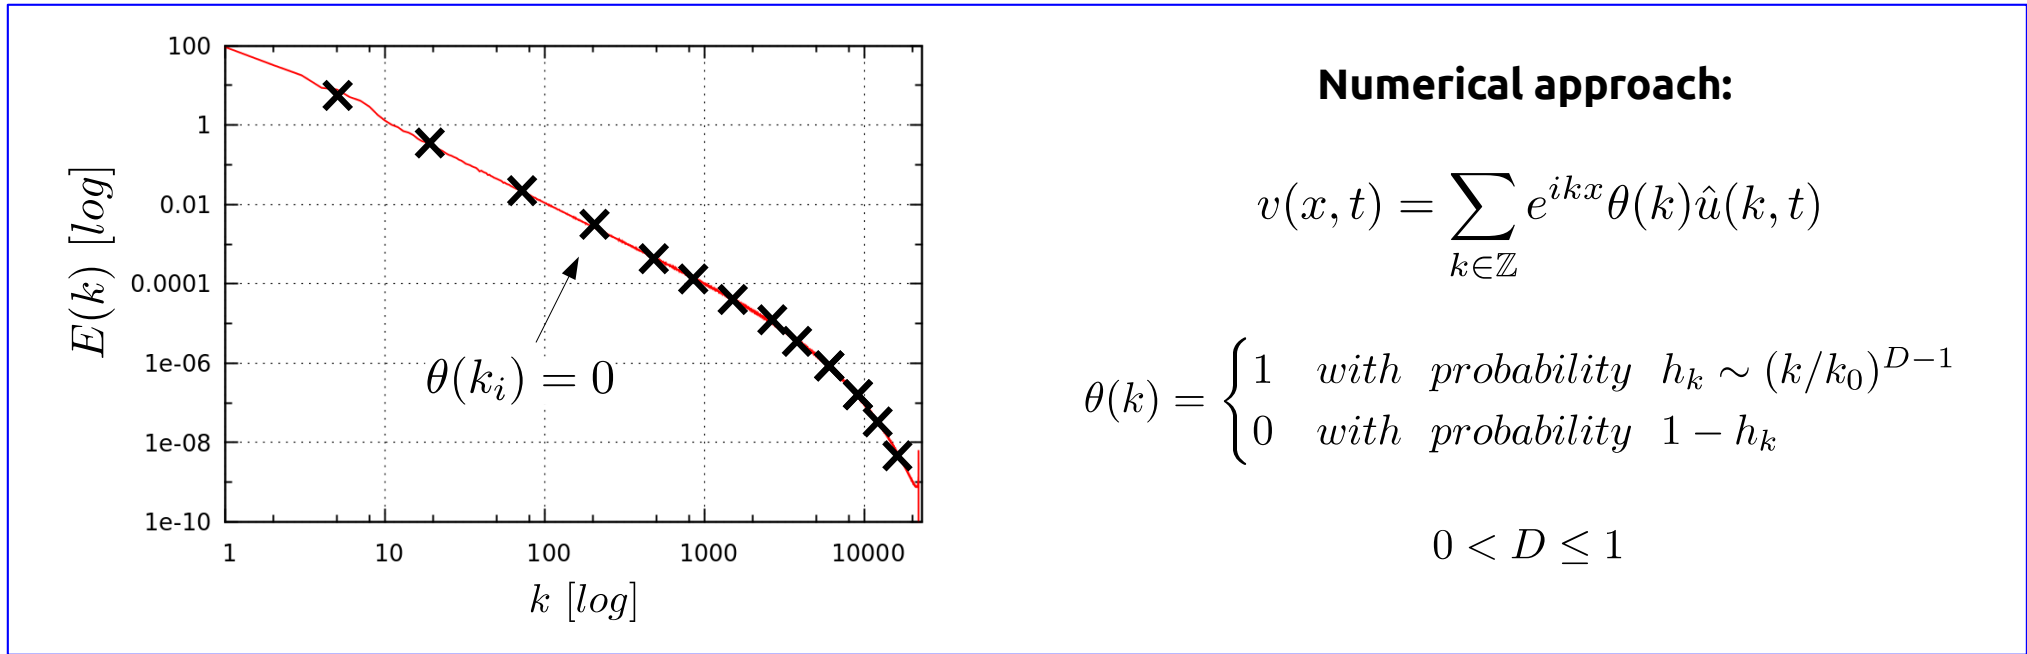 100
1
0.01
0.0001
1e-06
1e-08
1e-10
E(k) [log]
θ(k_i) = 0
1 10 100 1000 10000
k [log]
Numerical approach:
v(x, t) = ∑_{k∈ℤ} e^{ikx} θ(k) û(k, t)
θ(k) = { 1 with probability h_k ∼ (k/k_0)^{D−1}
0 with probability 1 − h_k
0 < D ≤ 1